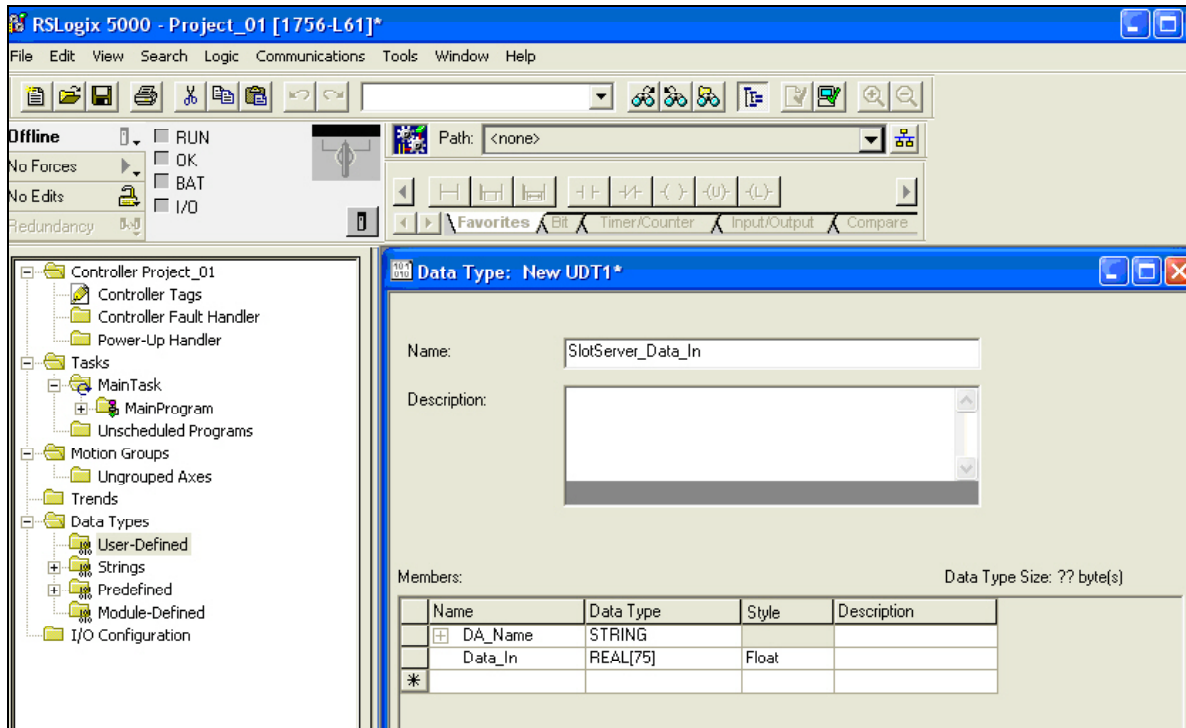 RSLogix 5000 - Project_01 [1756-L61]*
File Edit View Search Logic Communications Tools Window Help
Offline
RUN
No Forces
OK
No Edits
BAT
Redundancy
I/O
Path: <none>
Favorites Bit Timer/Counter Input/Output Compare
Controller Project_01
Controller Tags
Controller Fault Handler
Power-Up Handler
Tasks
MainTask
MainProgram
Unscheduled Programs
Motion Groups
Ungrouped Axes
Trends
Data Types
User-Defined
Strings
Predefined
Module-Defined
I/O Configuration
Data Type: New UDT1*
Name: SlotServer_Data_In
Description:
Members: Data Type Size: ?? byte(s)
Name Data Type Style Description
DA_Name STRING
Data_In REAL[75] Float